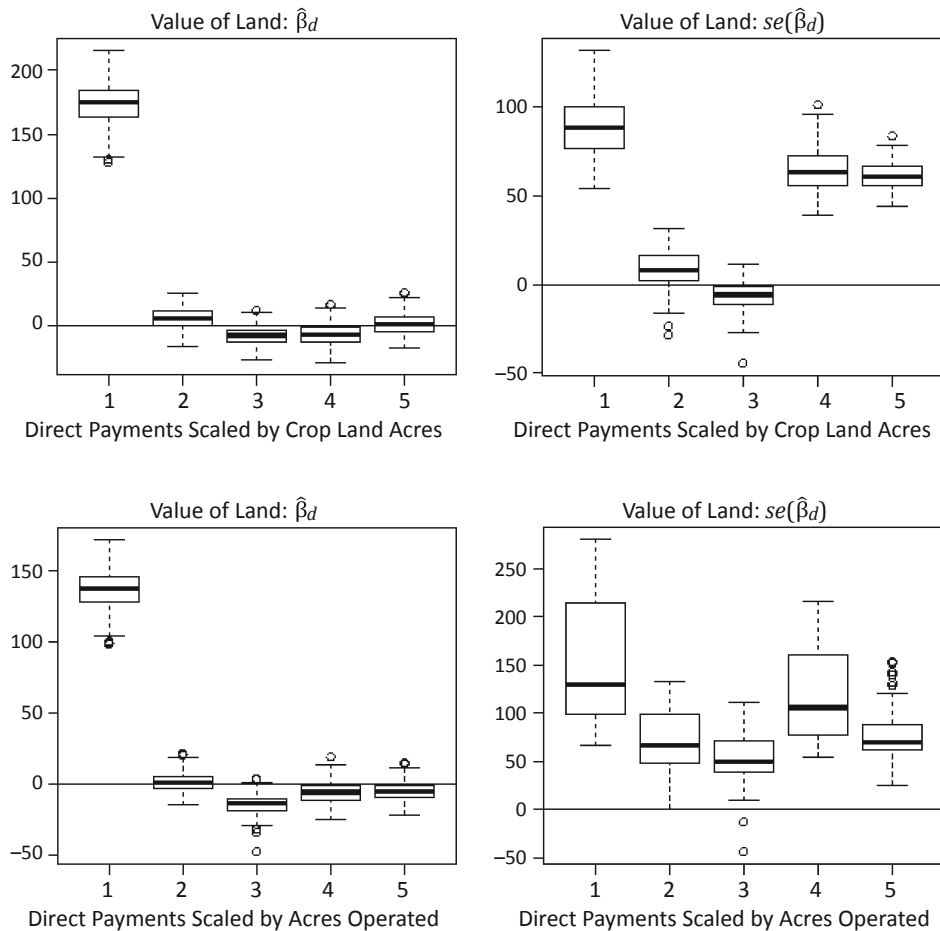 Value of Land: β̂d
200
150
100
50
0
1 2 3 4 5
Direct Payments Scaled by Crop Land Acres
Value of Land: se(β̂d)
100
50
0
–50
1 2 3 4 5
Direct Payments Scaled by Crop Land Acres
Value of Land: β̂d
150
100
50
0
–50
1 2 3 4 5
Direct Payments Scaled by Acres Operated
Value of Land: se(β̂d)
250
200
150
100
50
0
–50
1 2 3 4 5
Direct Payments Scaled by Acres Operated